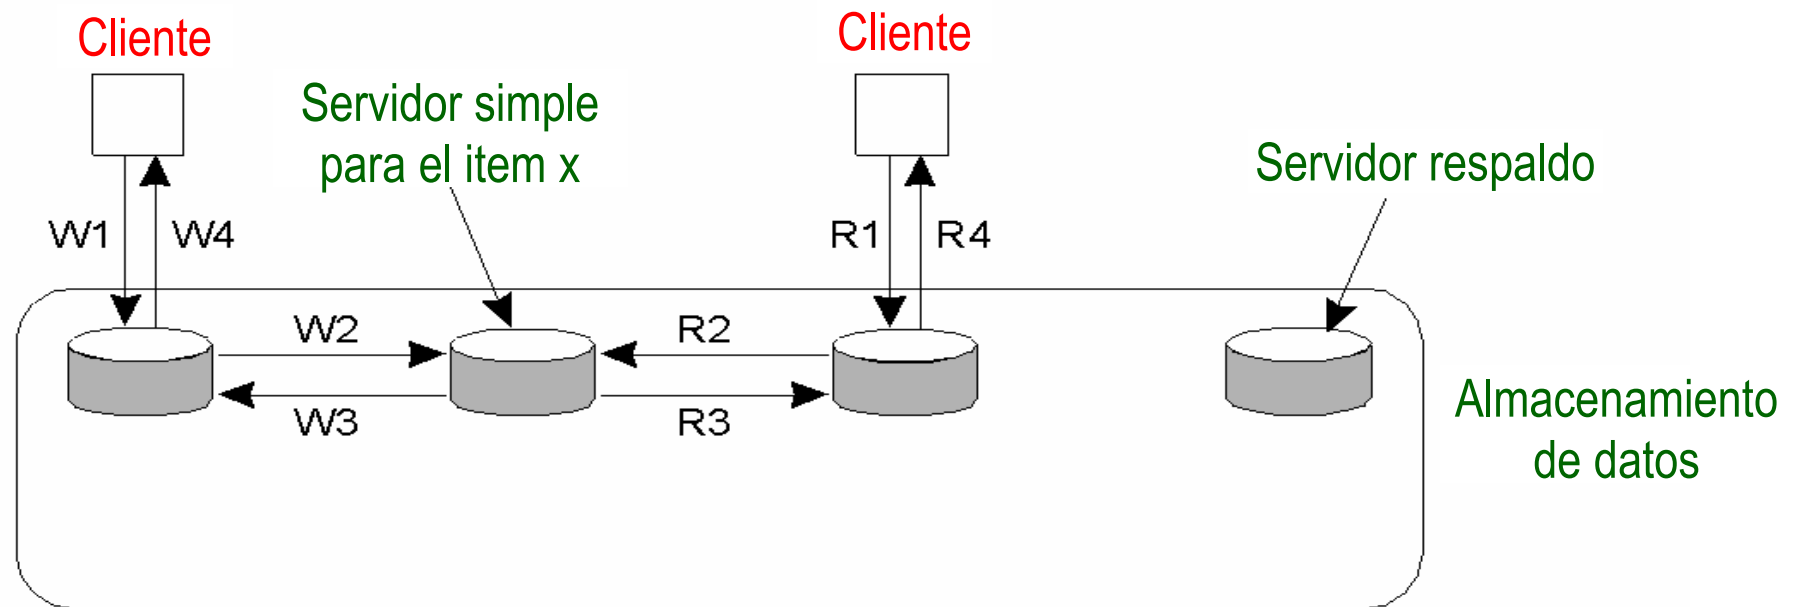 Cliente
Cliente
Servidor simple
para el item x
Servidor respaldo
W1
W4
R1
R4
W2
R2
W3
R3
Almacenamiento
de datos